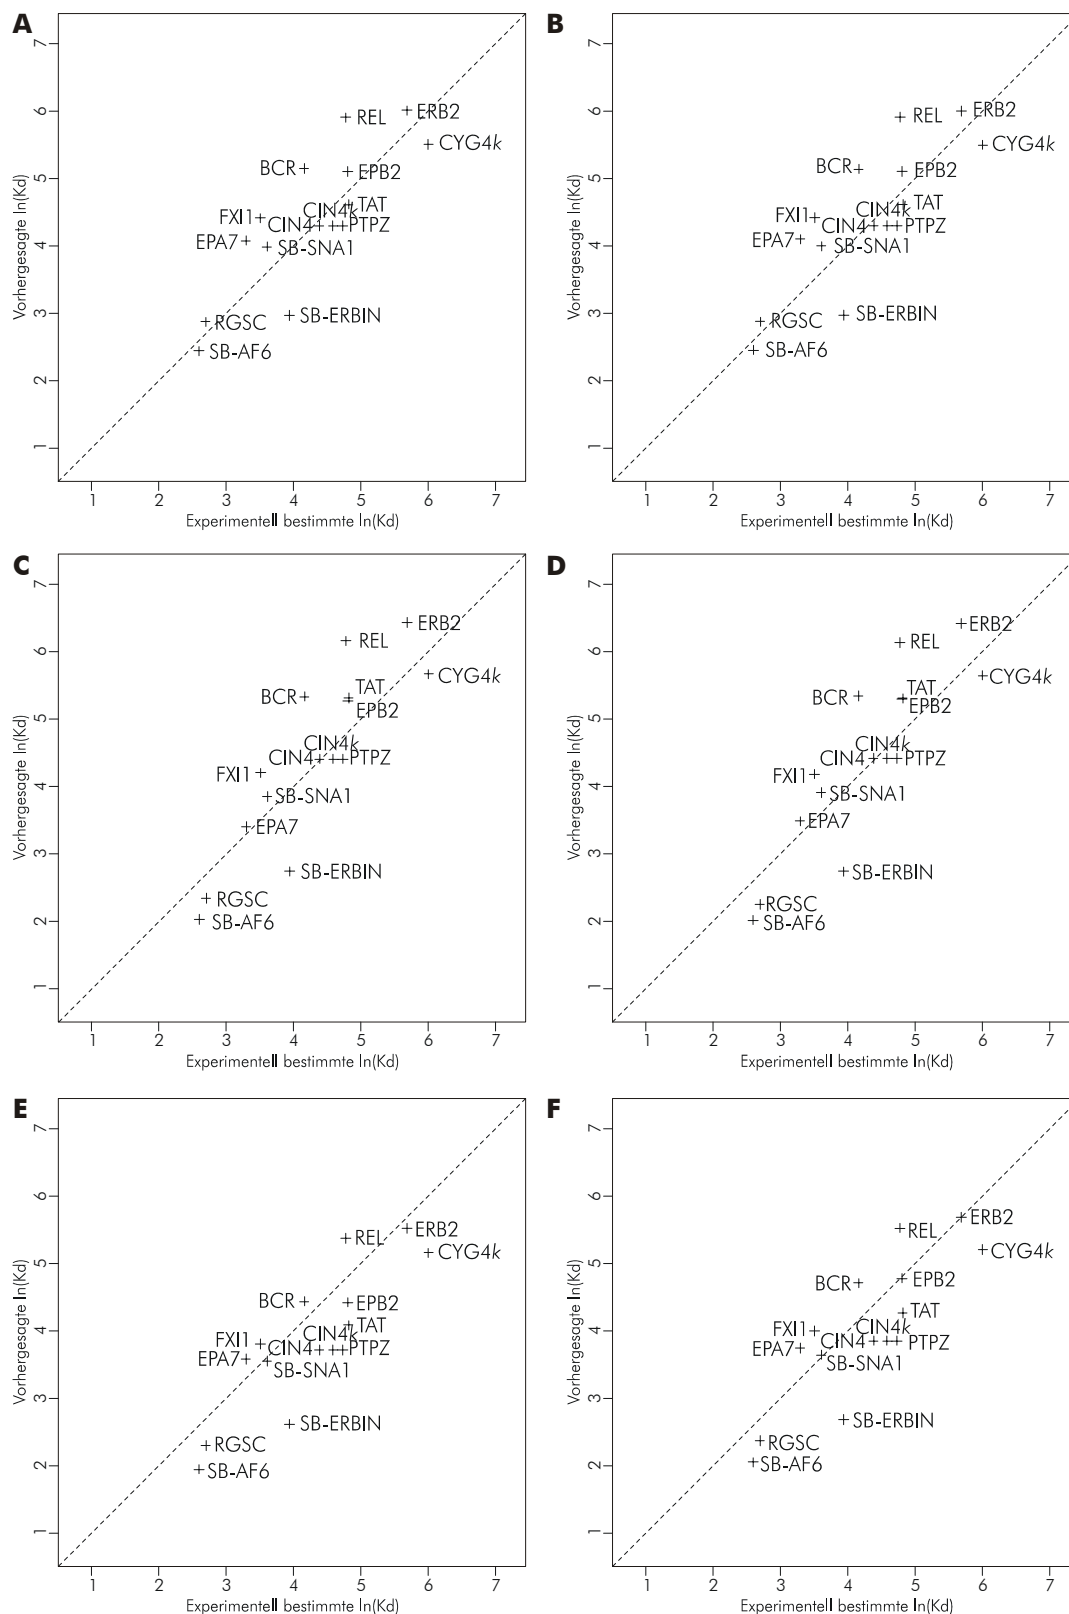 A
Vorhergesagte ln(Kd)
7
6
5
4
3
2
1
REL
ERB2
CYG4k
BCR
EPB2
TAT
FXI1
CIN4k
CIN4
PTPZ
EPA7
SB-SNA1
RGSC
SB-ERBIN
SB-AF6
1 2 3 4 5 6 7
Experimentell bestimmte ln(Kd)
B
Vorhergesagte ln(Kd)
7
6
5
4
3
2
1
REL
ERB2
CYG4k
BCR
EPB2
TAT
FXI1
CIN4k
CIN4
PTPZ
EPA7
SB-SNA1
RGSC
SB-ERBIN
SB-AF6
1 2 3 4 5 6 7
Experimentell bestimmte ln(Kd)
C
Vorhergesagte ln(Kd)
7
6
5
4
3
2
1
ERB2
REL
CYG4k
BCR
TAT
EPB2
CIN4k
CIN4
PTPZ
FXI1
SB-SNA1
EPA7
SB-ERBIN
RGSC
SB-AF6
1 2 3 4 5 6 7
Experimentell bestimmte ln(Kd)
D
Vorhergesagte ln(Kd)
7
6
5
4
3
2
1
ERB2
REL
CYG4k
BCR
TAT
EPB2
CIN4k
CIN4
PTPZ
FXI1
SB-SNA1
EPA7
SB-ERBIN
RGSC
SB-AF6
1 2 3 4 5 6 7
Experimentell bestimmte ln(Kd)
E
Vorhergesagte ln(Kd)
7
6
5
4
3
2
1
REL
ERB2
CYG4k
BCR
EPB2
TAT
FXI1
CIN4k
CIN4
PTPZ
EPA7
SB-SNA1
SB-ERBIN
RGSC
SB-AF6
1 2 3 4 5 6 7
Experimentell bestimmte ln(Kd)
F
Vorhergesagte ln(Kd)
7
6
5
4
3
2
1
REL
ERB2
CYG4k
BCR
EPB2
TAT
FXI1
CIN4k
CIN4
PTPZ
EPA7
SB-SNA1
SB-ERBIN
RGSC
SB-AF6
1 2 3 4 5 6 7
Experimentell bestimmte ln(Kd)